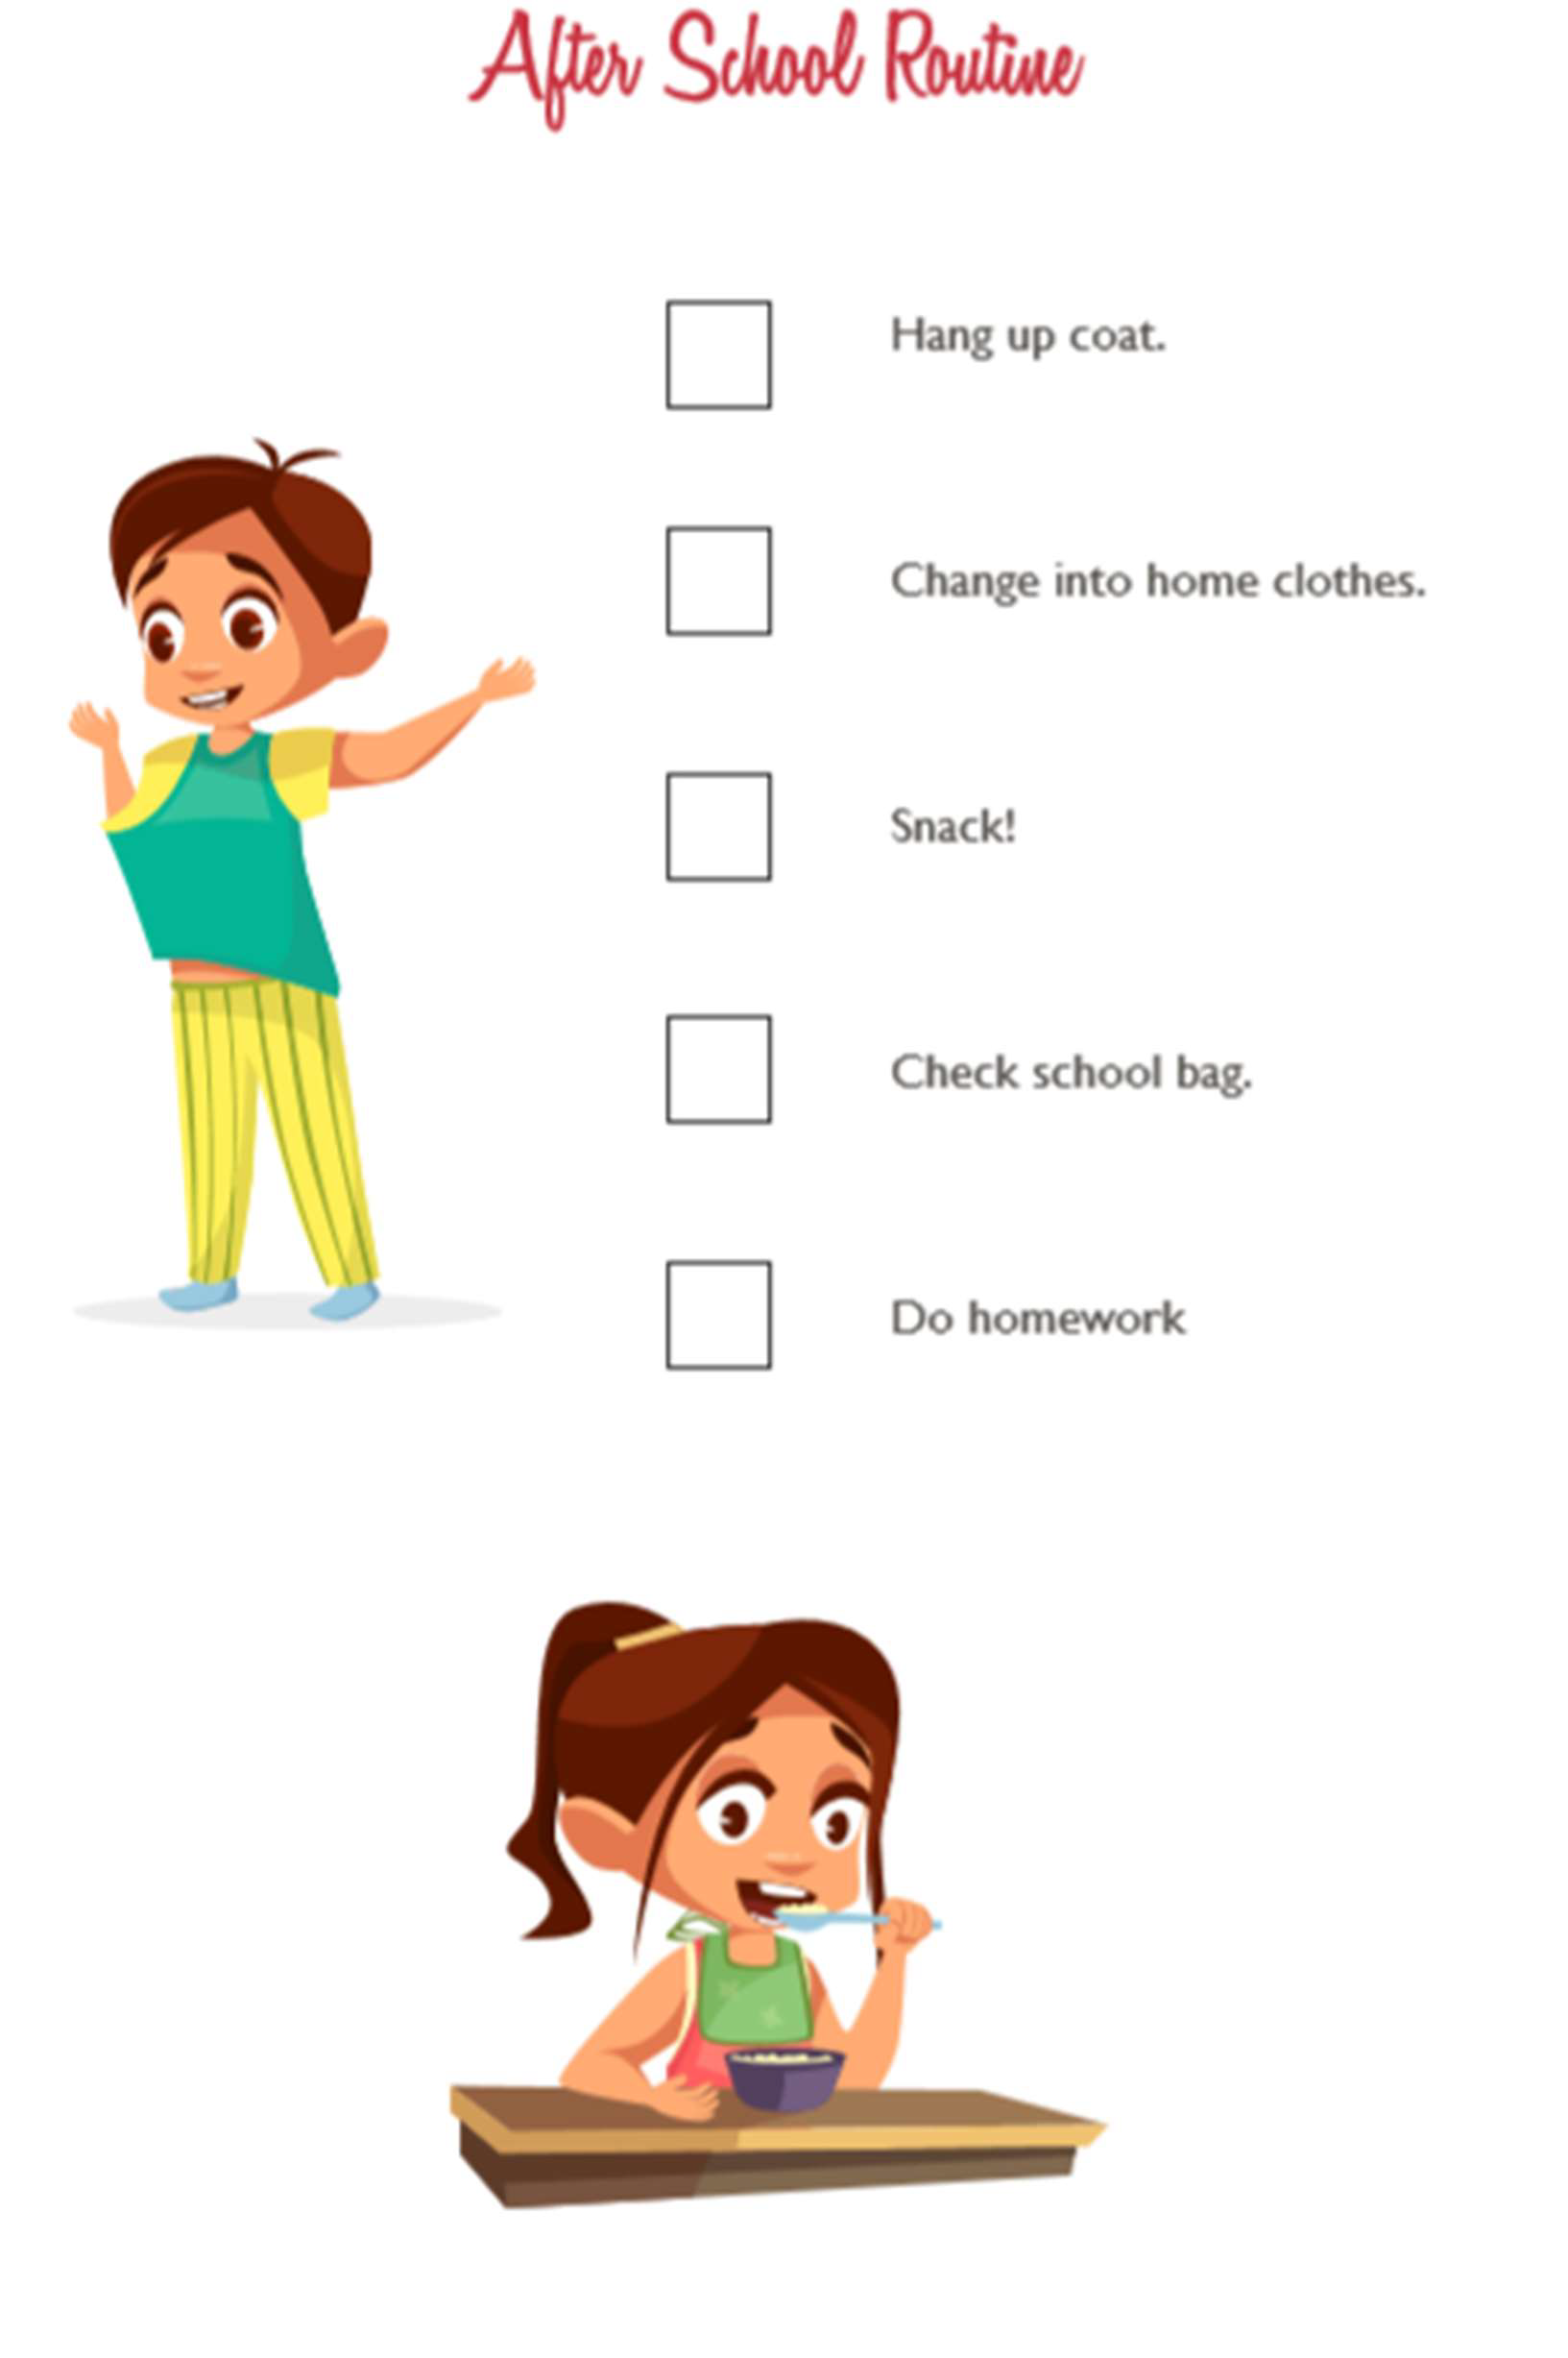 After School Routine
Hang up coat.
Change into home clothes.
Snack!
Check school bag.
Do homework